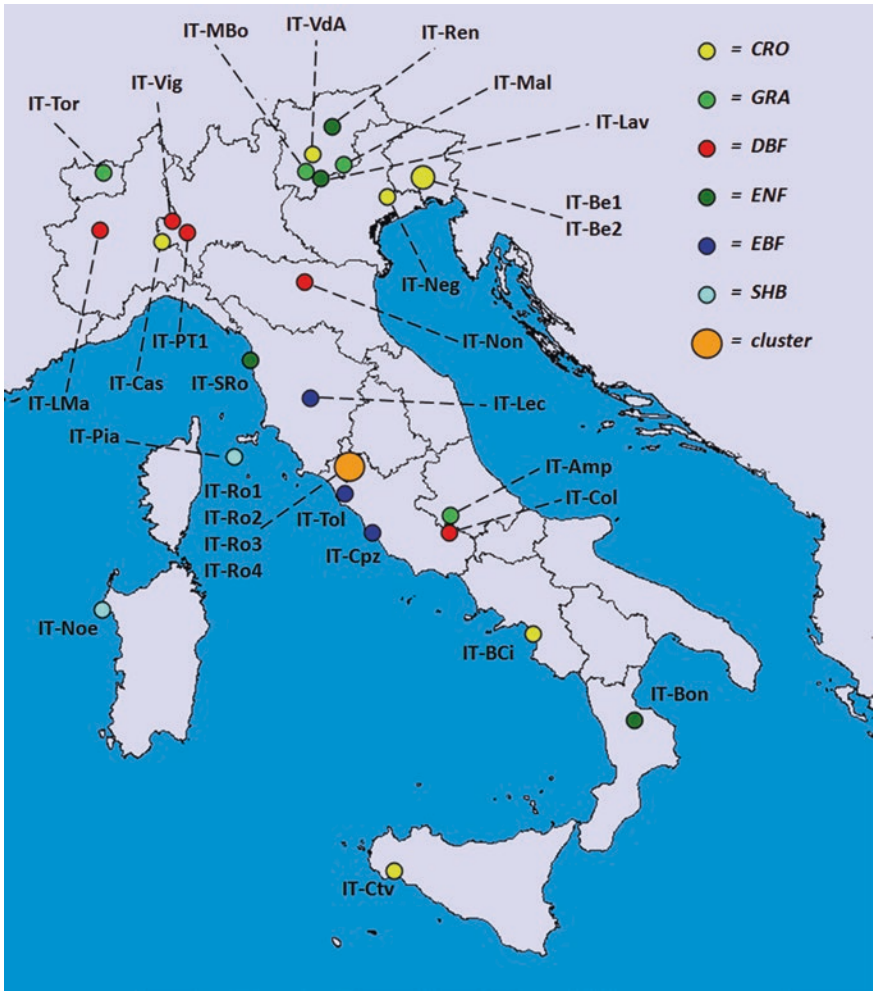 IT-MBo
IT-VdA
IT-Ren
IT-Vig
IT-Mal
IT-Tor
IT-Lav
IT-Be1
IT-Be2
IT-Neg
IT-PT1
IT-Non
IT-Cas
IT-SRo
IT-LMa
IT-Lec
IT-Pia
IT-Amp
IT-Ro1
IT-Col
IT-Ro2
IT-Tol
IT-Ro3
IT-Cpz
IT-Ro4
IT-Noe
IT-BCi
IT-Bon
IT-Ctv
= CRO
= GRA
= DBF
= ENF
= EBF
= SHB
= cluster